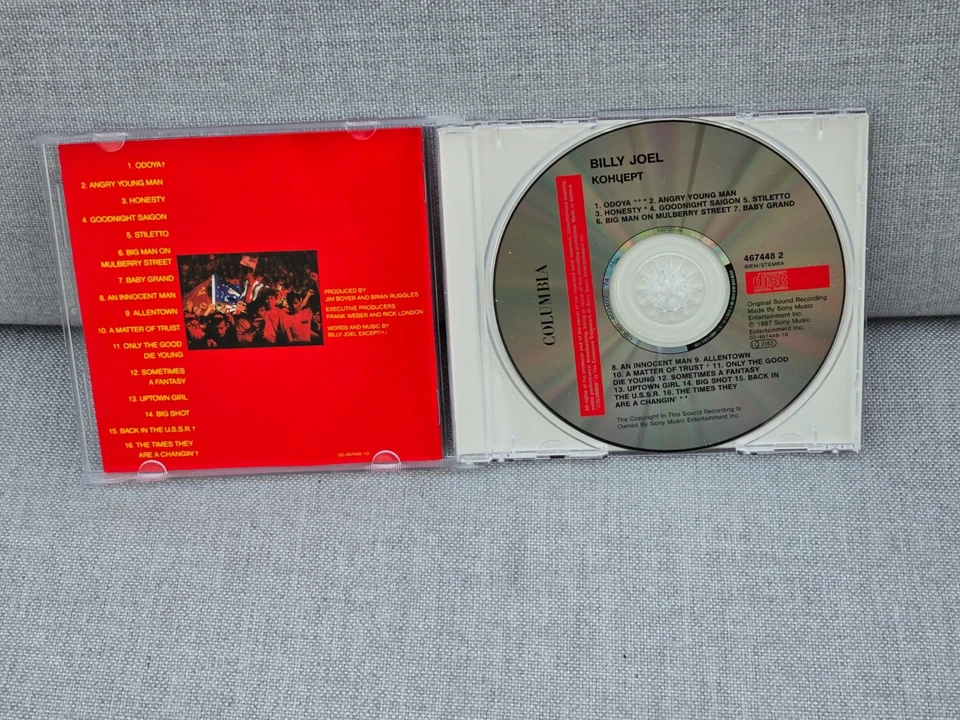 1. ODOYA†
2. ANGRY YOUNG MAN
3. HONESTY
4. GOODNIGHT SAIGON
5. STILETTO
6. BIG MAN ON
MULBERRY STREET
7. BABY GRAND
8. AN INNOCENT MAN
9. ALLENTOWN
10. A MATTER OF TRUST
11. ONLY THE GOOD
DIE YOUNG
12. SOMETIMES
A FANTASY
13. UPTOWN GIRL
14. BIG SHOT
15. BACK IN THE U.S.S.R.†
16. THE TIMES THEY
ARE A CHANGIN'†
PRODUCED BY
JIM BOYER AND BRIAN RUGGLES
EXECUTIVE PRODUCERS
FRANK WEBER AND RICK LONDON
WORDS AND MUSIC BY
BILLY JOEL EXCEPT(†)
BILLY JOEL
КОНЦЕРТ
1. ODOYA ** * 2. ANGRY YOUNG MAN
3. HONESTY * 4. GOODNIGHT SAIGON 5. STILETTO
6. BIG MAN ON MULBERRY STREET 7. BABY GRAND
COLUMBIA
467448 2
BIEM/STEMRA
COMPACT
disc
DIGITAL AUDIO
Original Sound Recording
Made By Sony Music
Entertainment Inc.
℗ 1987 Sony Music
Entertainment Inc.
02-467448-10
8. AN INNOCENT MAN 9. ALLENTOWN
10. A MATTER OF TRUST * 11. ONLY THE GOOD
DIE YOUNG 12. SOMETIMES A FANTASY
13. UPTOWN GIRL 14. BIG SHOT 15. BACK IN
THE U.S.S.R. 16. THE TIMES THEY
ARE A CHANGIN' * *
The Copyright In This Sound Recording Is
Owned By Sony Music Entertainment Inc.